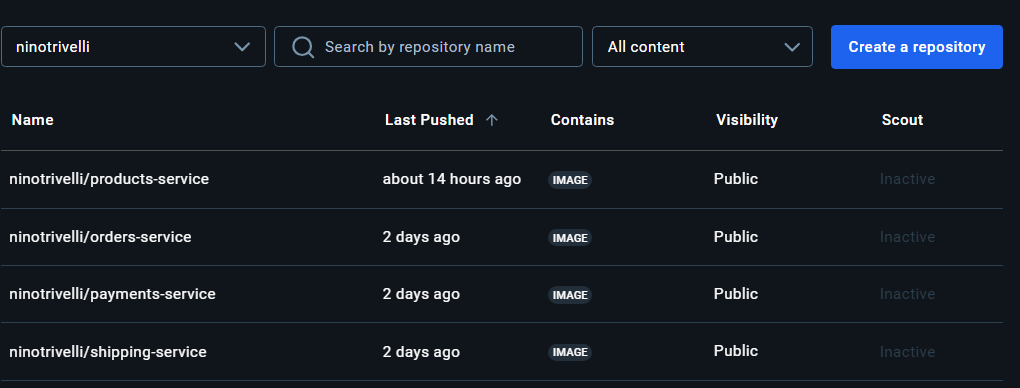 ninotrivelli Search by repository name All content Create a repository
Name Last Pushed Contains Visibility Scout
ninotrivelli/products-service about 14 hours ago IMAGE Public Inactive
ninotrivelli/orders-service 2 days ago IMAGE Public Inactive
ninotrivelli/payments-service 2 days ago IMAGE Public Inactive
ninotrivelli/shipping-service 2 days ago IMAGE Public Inactive